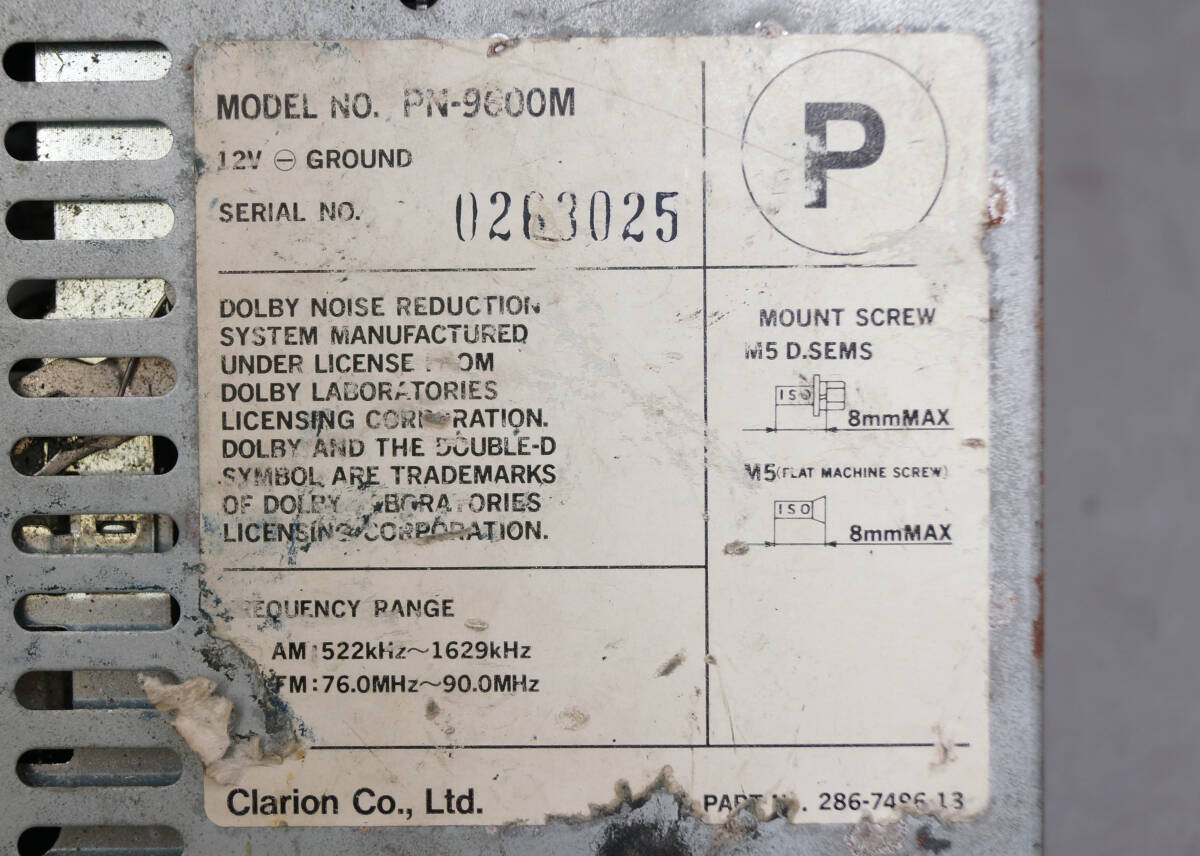 MODEL NO. PN-9600M
12V ⊖ GROUND
SERIAL NO. 0263025
P
DOLBY NOISE REDUCTION
SYSTEM MANUFACTURED
UNDER LICENSE FROM
DOLBY LABORATORIES
LICENSING CORPORATION.
DOLBY AND THE DOUBLE-D
SYMBOL ARE TRADEMARKS
OF DOLBY LABORATORIES
LICENSING CORPORATION.
MOUNT SCREW
M5 D.SEMS
ISO
8mmMAX
M5(FLAT MACHINE SCREW)
ISO
8mmMAX
FREQUENCY RANGE
AM:522kHz~1629kHz
FM:76.0MHz~90.0MHz
Clarion Co., Ltd.
PART NO.